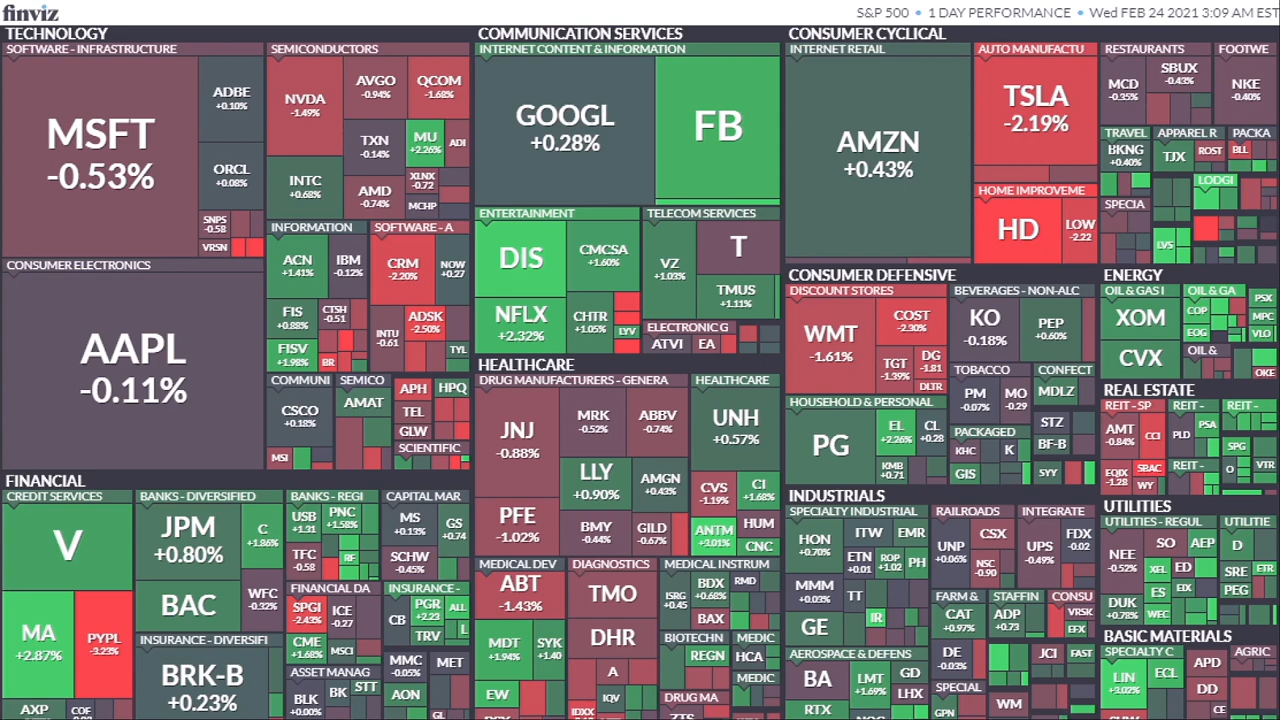 finviz
S&P 500 • 1 DAY PERFORMANCE • Wed FEB 24 2021 3:09 AM EST
TECHNOLOGY
SOFTWARE - INFRASTRUCTURE
MSFT
-0.53%
ADBE
+0.10%
ORCL
+0.08%
SNPS
-0.58
VRSN
CONSUMER ELECTRONICS
AAPL
-0.11%
SEMICONDUCTORS
NVDA
-1.49%
AVGO
-0.94%
QCOM
-1.68%
TXN
-0.14%
MU
+2.26%
ADI
INTC
+0.68%
AMD
-0.74%
XLNX
-0.72
MCHP
INFORMATION
ACN
+1.41%
IBM
-0.12%
FIS
+0.88%
CTSH
-0.51
FISV
+1.98%
BR
SOFTWARE - A
CRM
-2.20%
NOW
+0.27
INTU
-0.61
ADSK
-2.50%
TYL
COMMUNI
CSCO
+0.18%
MSI
SEMICO
AMAT
APH
HPQ
TEL
GLW
SCIENTIFIC
COMMUNICATION SERVICES
INTERNET CONTENT & INFORMATION
GOOGL
+0.28%
FB
ENTERTAINMENT
DIS
CMCSA
+1.60%
NFLX
+2.32%
CHTR
+1.05%
LYV
TELECOM SERVICES
VZ
+1.03%
T
TMUS
+1.11%
ELECTRONIC G
ATVI
EA
CONSUMER CYCLICAL
INTERNET RETAIL
AMZN
+0.43%
AUTO MANUFACTU
TSLA
-2.19%
HOME IMPROVEME
HD
LOW
-2.22
RESTAURANTS
MCD
-0.35%
SBUX
-0.43%
FOOTWE
NKE
-0.40%
TRAVEL
BKNG
+0.40%
APPAREL R
TJX
ROST
PACKA
BLL
LODGI
SPECIA
LVS
HEALTHCARE
DRUG MANUFACTURERS - GENERA
JNJ
-0.88%
MRK
-0.52%
ABBV
-0.74%
PFE
-1.02%
LLY
+0.90%
AMGN
+0.43%
BMY
-0.44%
GILD
-0.67%
HEALTHCARE
UNH
+0.57%
CVS
-1.19%
CI
+1.68%
ANTM
+3.01%
HUM
CNC
MEDICAL DEV
ABT
-1.43%
MDT
+1.94%
SYK
+1.40
EW
DIAGNOSTICS
TMO
DHR
A
IQV
IDXX
MEDICAL INSTRUM
ISRG
+0.45
BDX
+0.68%
RMD
BAX
BIOTECHN
REGN
MEDIC
HCA
MEDIC
DRUG MA
ZTS
CONSUMER DEFENSIVE
DISCOUNT STORES
WMT
-1.61%
COST
-2.30%
TGT
-1.39%
DG
-1.81
DLTR
BEVERAGES - NON-ALC
KO
-0.18%
PEP
+0.60%
HOUSEHOLD & PERSONAL
PG
EL
+2.26%
CL
+0.28
KMB
+0.71
TOBACCO
PM
-0.07%
MO
-0.29
CONFECT
MDLZ
PACKAGED
KHC
K
GIS
STZ
BF-B
SYY
ENERGY
OIL & GAS I
XOM
CVX
OIL & GA
COP
EOG
PSX
MPC
VLO
OIL &
OKE
REAL ESTATE
REIT - SP
AMT
-0.84%
CCI
EQIX
-1.28
SBAC
WY
REIT -
PLD
PSA
REIT -
SPG
REIT -
O
VTR
FINANCIAL
CREDIT SERVICES
V
MA
+2.87%
PYPL
-3.23%
AXP
COF
BANKS - DIVERSIFIED
JPM
+0.80%
C
+1.86%
BAC
WFC
-0.32%
INSURANCE - DIVERSIFI
BRK-B
+0.23%
BANKS - REGI
USB
+1.31
PNC
+1.58%
TFC
-0.58
RF
FINANCIAL DA
SPGI
-2.43%
ICE
-0.27
CME
+1.68%
MSCI
ASSET MANAG
BLK
+0.00%
BK
STT
CAPITAL MAR
MS
+0.13%
GS
+0.74
SCHW
-0.45%
INSURANCE -
CB
PGR
+2.23
ALL
TRV
L
MMC
-0.05%
MET
AON
GL
INDUSTRIALS
SPECIALTY INDUSTRIAL
HON
+0.70%
ITW
EMR
ETN
+0.01
ROP
+1.02
PH
MMM
+0.03%
TT
GE
IR
RAILROADS
UNP
+0.06%
CSX
NSC
-0.90
INTEGRATE
UPS
-0.49%
FDX
-0.02
FARM &
CAT
+0.97%
DE
-0.03%
STAFFIN
ADP
+0.73
CONSU
VRSK
EFX
AEROSPACE & DEFENS
BA
LMT
+1.69%
GD
LHX
RTX
NOC
SPECIAL
GPN
JCI
FAST
WM
UTILITIES
UTILITIES - REGUL
NEE
-0.52%
SO
AEP
XEL
ED
ES
EIX
DUK
+0.78%
WEC
UTILITIE
D
SRE
ETR
PEG
BASIC MATERIALS
SPECIALTY C
LIN
+3.02%
ECL
APD
DD
CE
AGRIC